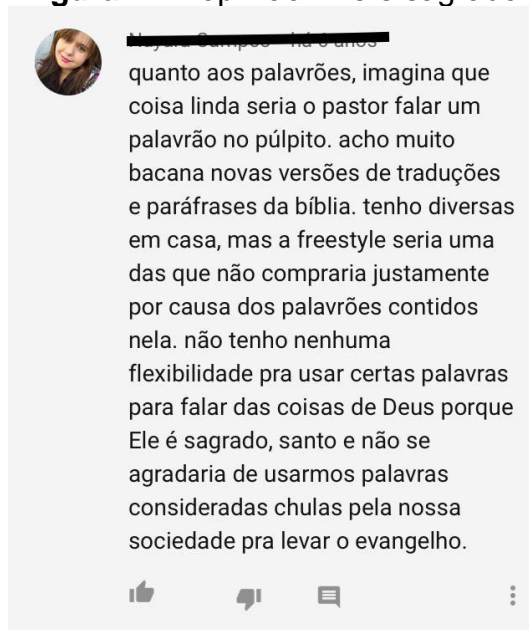 quanto aos palavrões, imagina que
coisa linda seria o pastor falar um
palavrão no púlpito. acho muito
bacana novas versões de traduções
e paráfrases da bíblia. tenho diversas
em casa, mas a freestyle seria uma
das que não compraria justamente
por causa dos palavrões contidos
nela. não tenho nenhuma
flexibilidade pra usar certas palavras
para falar das coisas de Deus porque
Ele é sagrado, santo e não se
agradaria de usarmos palavras
consideradas chulas pela nossa
sociedade pra levar o evangelho.